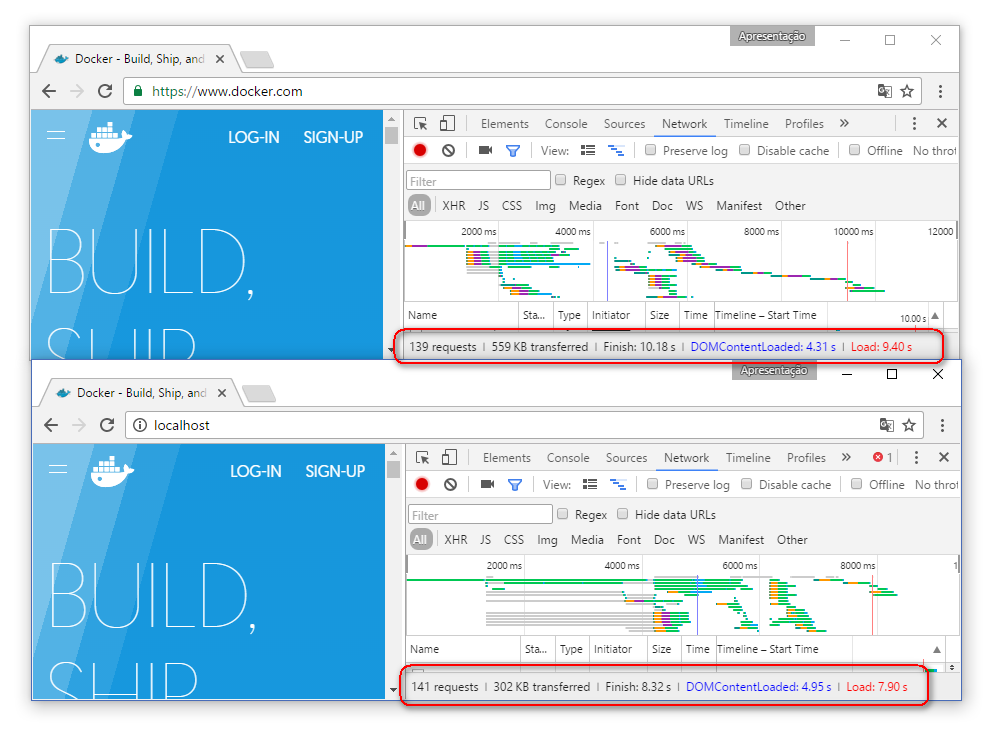 Apresentação
Docker - Build, Ship, and
https://www.docker.com
LOG-IN SIGN-UP
BUILD,
SHIP
Elements Console Sources Network Timeline Profiles »
View: Preserve log Disable cache Offline No throt
Filter Regex Hide data URLs
All XHR JS CSS Img Media Font Doc WS Manifest Other
2000 ms 4000 ms 6000 ms 8000 ms 10000 ms 12000
Name Sta... Type Initiator Size Time Timeline – Start Time 10.00 s
139 requests | 559 KB transferred | Finish: 10.18 s | DOMContentLoaded: 4.31 s | Load: 9.40 s
Apresentação
Docker - Build, Ship, and
localhost
LOG-IN SIGN-UP
BUILD,
SHIP
Elements Console Sources Network Timeline Profiles » 1
View: Preserve log Disable cache Offline No throt
Filter Regex Hide data URLs
All XHR JS CSS Img Media Font Doc WS Manifest Other
2000 ms 4000 ms 6000 ms 8000 ms 1
Name Sta... Type Initiator Size Time Timeline – Start Time
141 requests | 302 KB transferred | Finish: 8.32 s | DOMContentLoaded: 4.95 s | Load: 7.90 s